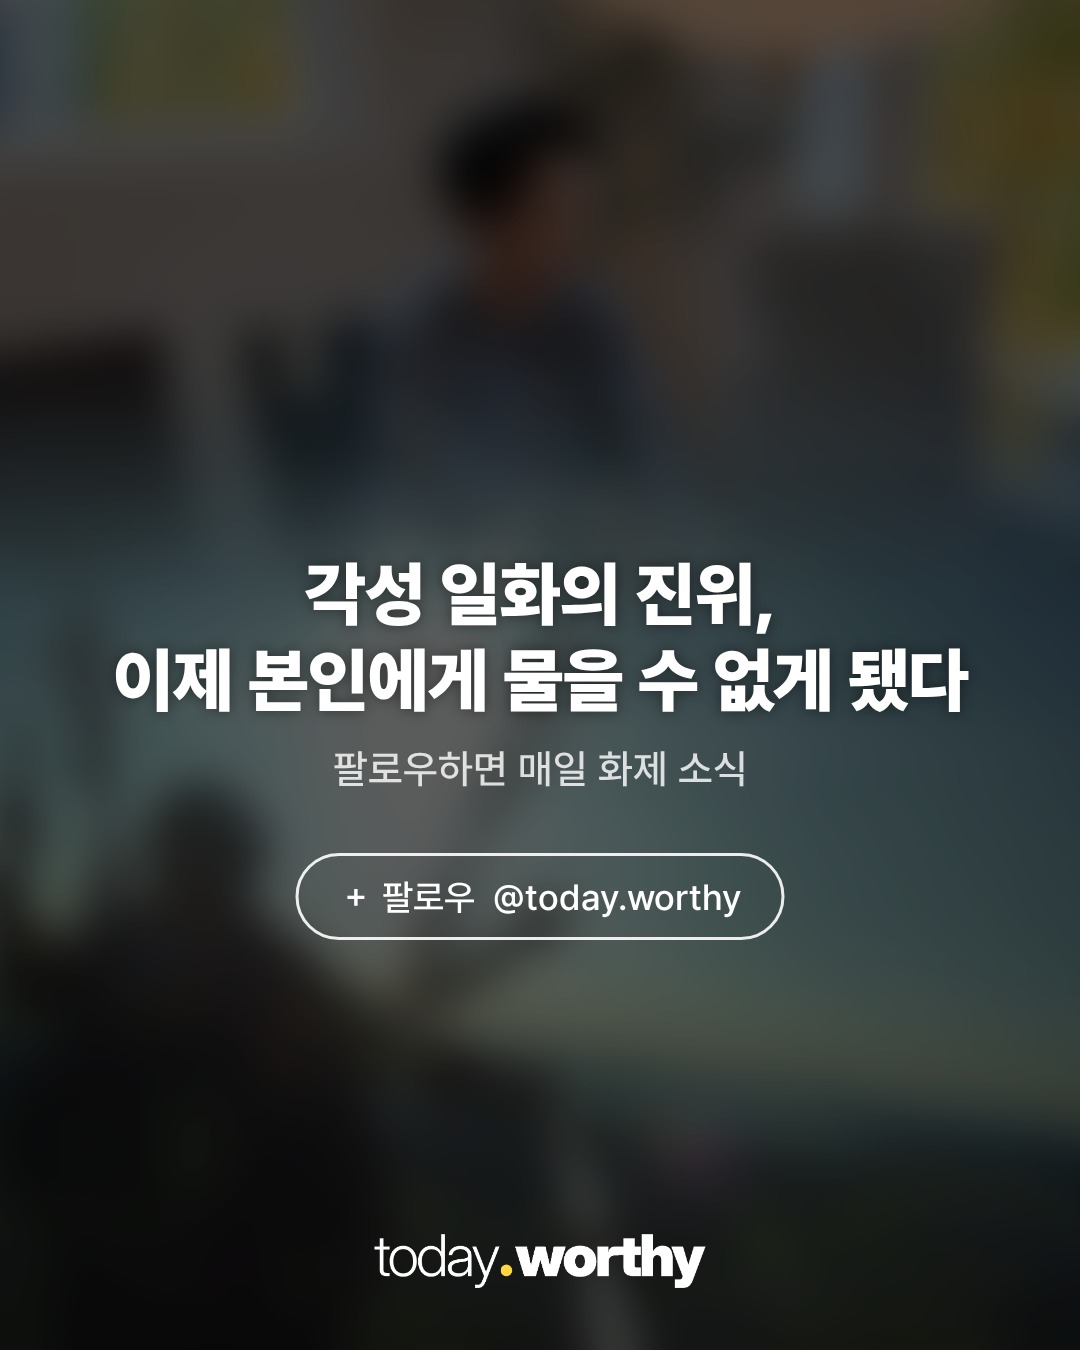 각성 일화의 진위,
이제 본인에게 물을 수 없게 됐다
팔로우하면 매일 화제 소식
+ 팔로우 @today.worthy
today.worthy